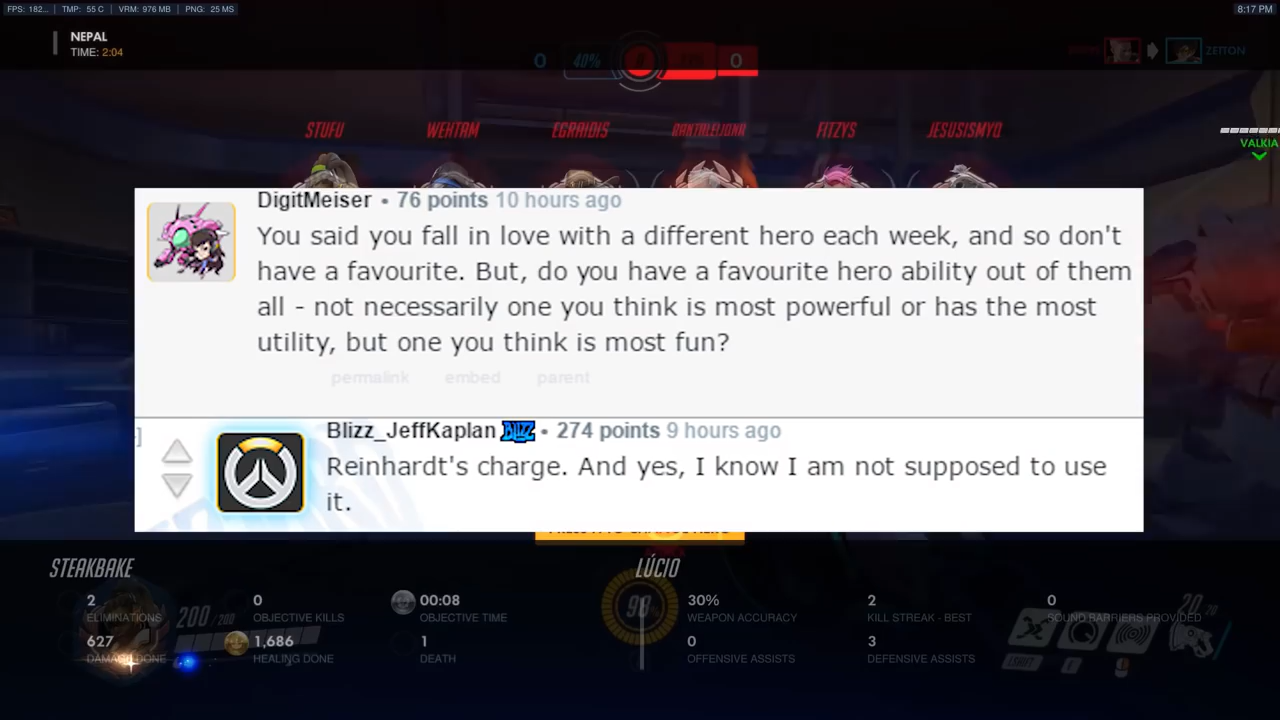 FPS: 182... | TMP: 55 C | VRM: 976 MB | PNG: 25 MS
8:17 PM
NEPAL
TIME: 2:04
0
40%
0
ZEITON
STUFU
WEHTAM
EGRAIDIS
DANTALELJONA
FITZYS
JESUSISMYQ
VALKIA
DigitMeiser • 76 points 10 hours ago
You said you fall in love with a different hero each week, and so don't
have a favourite. But, do you have a favourite hero ability out of them
all - not necessarily one you think is most powerful or has the most
utility, but one you think is most fun?
permalink embed parent
Blizz_JeffKaplan BLIZZ • 274 points 9 hours ago
Reinhardt's charge. And yes, I know I am not supposed to use
it.
STEAKBAKE
LÚCIO
2
ELIMINATIONS
200/200
0
OBJECTIVE KILLS
00:08
OBJECTIVE TIME
98
30%
WEAPON ACCURACY
2
KILL STREAK - BEST
0
SOUND BARRIERS PROVIDED
20
627
DAMAGE DONE
1,686
HEALING DONE
1
DEATH
0
OFFENSIVE ASSISTS
3
DEFENSIVE ASSISTS
LSHIFT
E